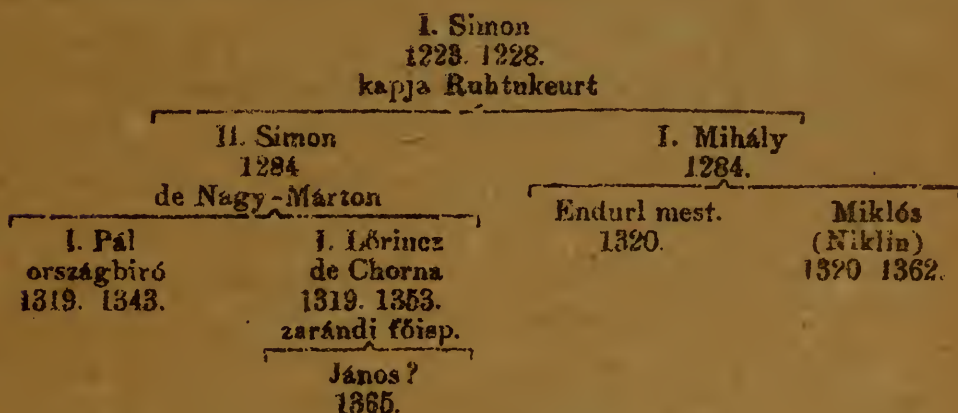 I. Simon
1223. 1228.
kapja Ruhtukeurt
II. Simon
1284
de Nagy-Márton
I. Mihály
1284.
I. Pál
országbiró
1319. 1343.
I. Lőrincz
de Chorna
1319. 1353.
zarándi főisp.
Endurl mest.
1320.
Miklós
(Niklin)
1320 1362.
János?
1365.